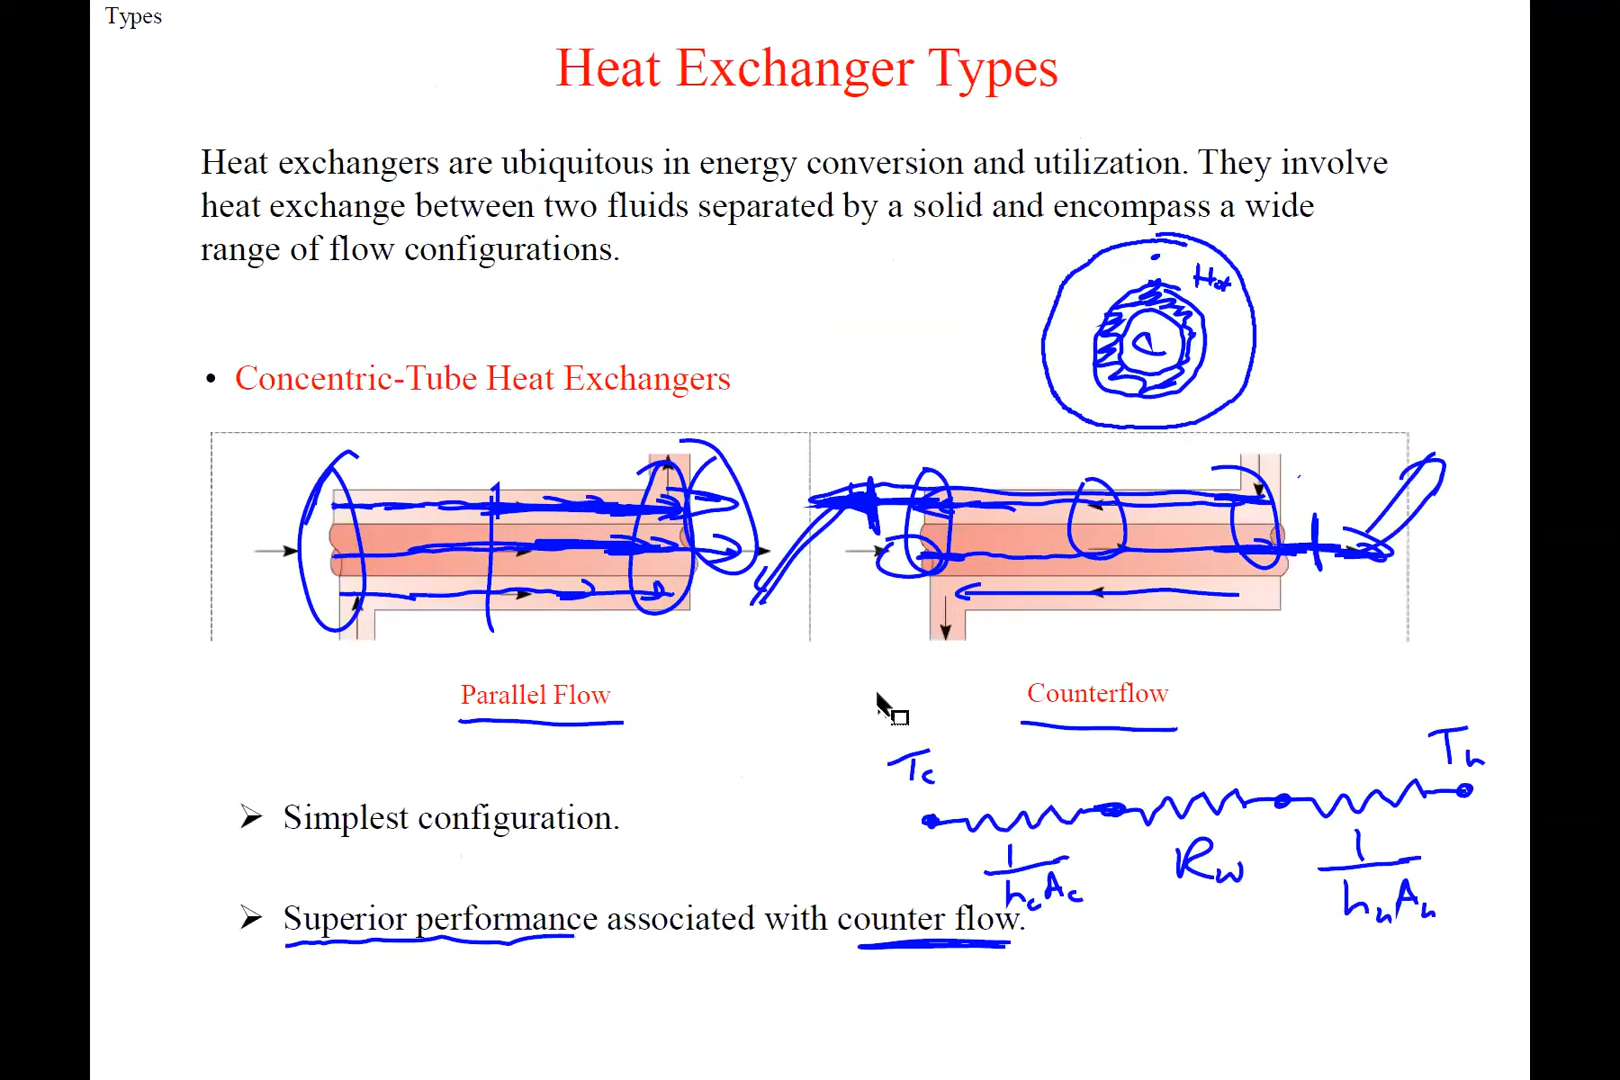 Types
Heat Exchanger Types
Heat exchangers are ubiquitous in energy conversion and utilization. They involve
heat exchange between two fluids separated by a solid and encompass a wide
range of flow configurations.
Hot
• Concentric-Tube Heat Exchangers
Parallel Flow
Counterflow
Tc
Th
➢ Simplest configuration.
1/hcAc
Rw
1/hhAh
➢ Superior performance associated with counter flow.